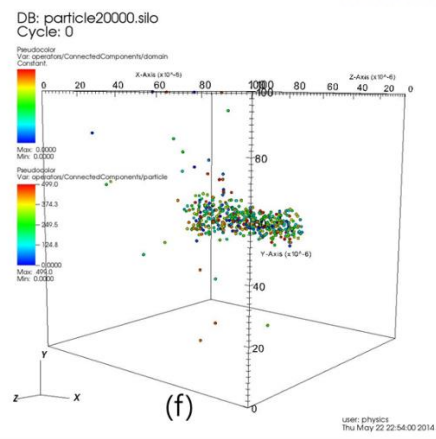 DB: particle20000.silo
Cycle: 0
Pseudocolor
Var: operators/ConnectedComponents/domain
Constant.
Max: 0.0000
Min: 0.0000
Pseudocolor
Var: operators/ConnectedComponents/particle
499.0
374.3
249.5
124.8
0.0000
Max: 499.0
Min: 0.0000
X-Axis (x10^-6)
Z-Axis (x10^-6)
0 20 40 60 80
80 60 40 20 0
80
Y-Axis (x10^-6)
40
20
0
Y
Z X
(f)
user: physics
Thu May 22 22:54:00 2014